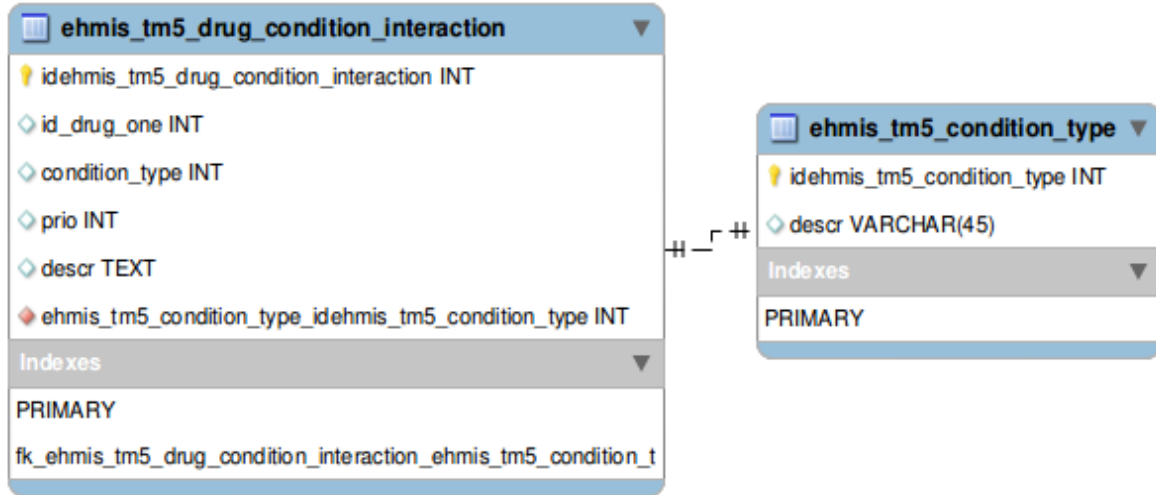 ehmis_tm5_drug_condition_interaction
idehmis_tm5_drug_condition_interaction INT
id_drug_one INT
condition_type INT
prio INT
descr TEXT
ehmis_tm5_condition_type_idehmis_tm5_condition_type INT
Indexes
PRIMARY
fk_ehmis_tm5_drug_condition_interaction_ehmis_tm5_condition_t
ehmis_tm5_condition_type
idehmis_tm5_condition_type INT
descr VARCHAR(45)
Indexes
PRIMARY